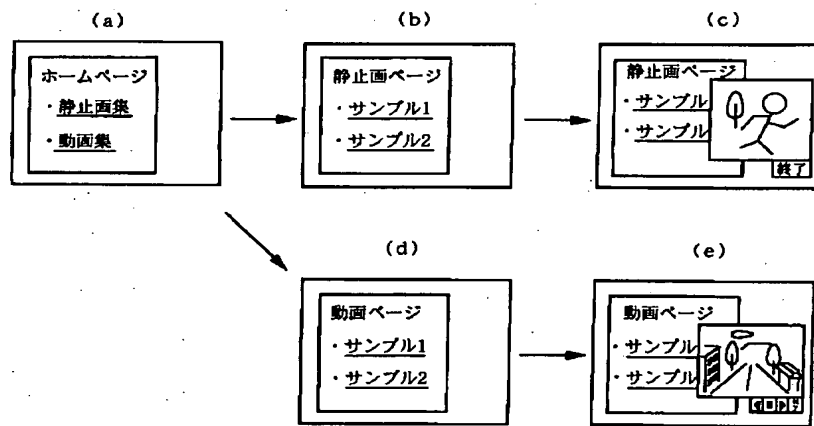 (a)
ホームページ
・静止画集
・動画集
(b)
静止画ページ
・サンプル1
・サンプル2
(c)
静止画ページ
・サンプル
・サンプル
終了
(d)
動画ページ
・サンプル1
・サンプル2
(e)
動画ページ
・サンプル
・サンプル